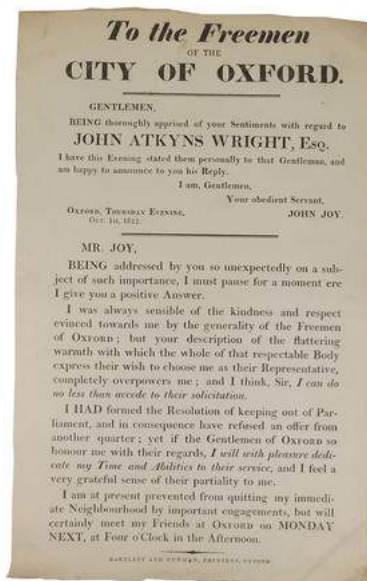 To the Freemen
OF THE
CITY OF OXFORD.
GENTLEMEN,
BEING thoroughly apprised of your Sentiments with regard to
JOHN ATKYNS WRIGHT, Esq.
I have this Evening stated them personally to that Gentleman, and
am happy to announce to you his Reply.
I am, Gentlemen,
Your obedient Servant,
JOHN JOY.
Oxford, Thursday Evening,
Oct. 1st, 1812.
MR. JOY,
BEING addressed by you so unexpectedly on a sub-
ject of such importance, I must pause for a moment ere
I give you a positive Answer.
I was always sensible of the kindness and respect
evinced towards me by the generality of the Freemen
of Oxford; but your description of the flattering
warmth with which the whole of that respectable Body
express their wish to choose me as their Representative,
completely overpowers me; and I think, Sir, I can do
no less than accede to their solicitation.
I HAD formed the Resolution of keeping out of Par-
liament, and in consequence have refused an offer from
another quarter; yet if the Gentlemen of Oxford so
honour me with their regards, I will with pleasure dedi-
cate my Time and Abilities to their service, and I feel a
very grateful sense of their partiality to me.
I am at present prevented from quitting my immedi-
ate Neighbourhood by important engagements, but will
certainly meet my Friends at Oxford on MONDAY
NEXT, at Four o'Clock in the Afternoon.
BARTLETT AND NEWMAN, PRINTERS, OXFORD.